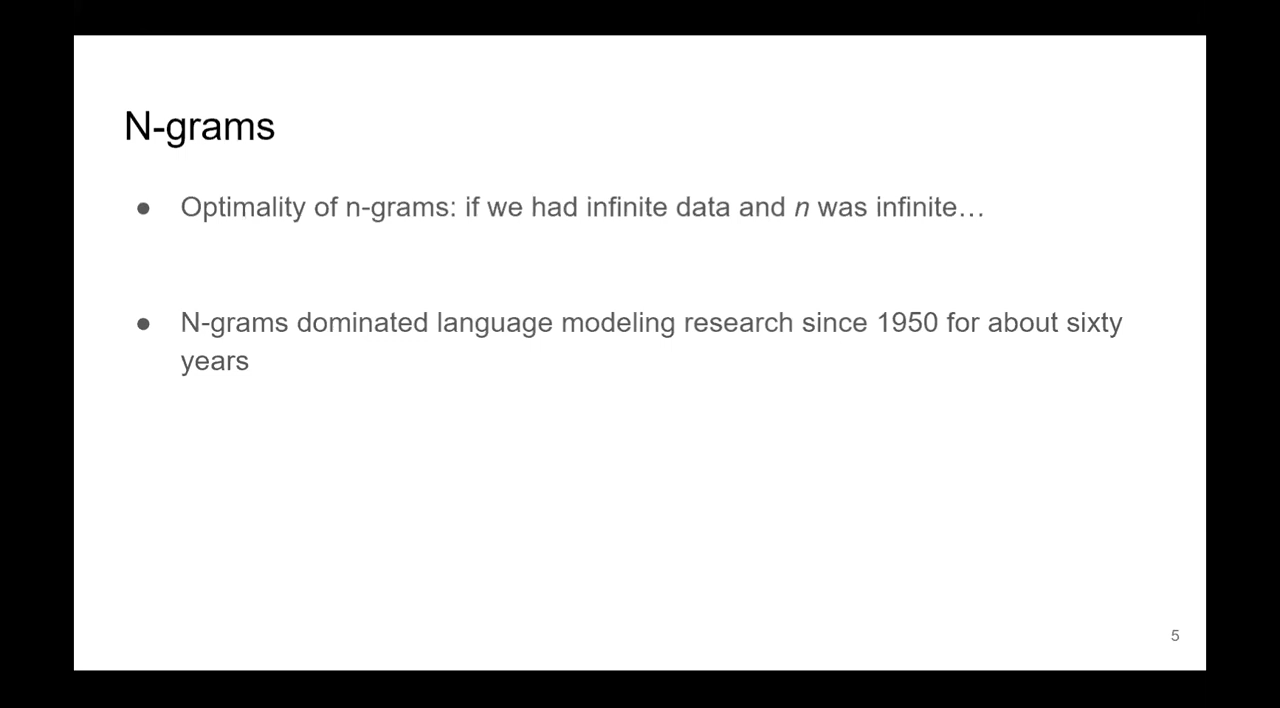 N-grams
● Optimality of n-grams: if we had infinite data and n was infinite…
● N-grams dominated language modeling research since 1950 for about sixty
years
5